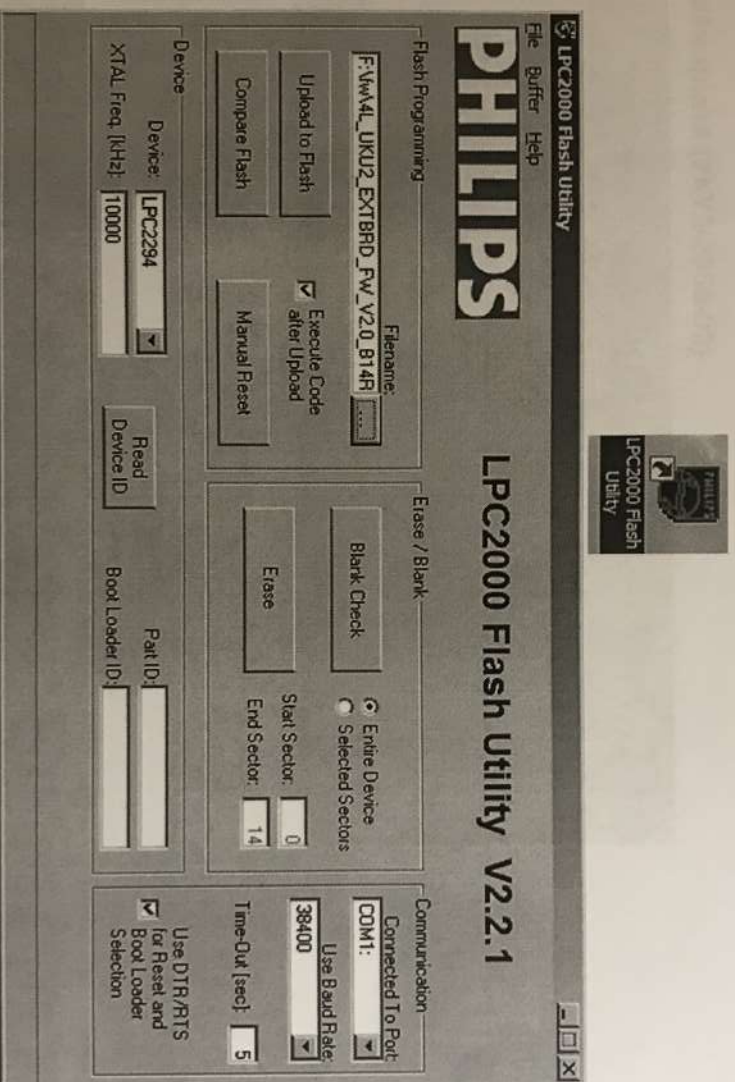 PHILIPS
LPC2000 Flash
Utility
LPC2000 Flash Utility
File Buffer Help
PHILIPS
LPC2000 Flash Utility V2.2.1
Flash Programming
Filename:
F:\fw\4L_UKU2_EXTBRD_FW_V2.0_B14R
...
Upload to Flash
Execute Code
after Upload
Compare Flash
Manual Reset
Erase / Blank
Blank Check
Entire Device
Selected Sectors
Erase
Start Sector: 0
End Sector: 14
Communication
Connected To Port:
COM1:
Use Baud Rate:
38400
Time-Out [sec]: 5
Use DTR/RTS
for Reset and
Boot Loader
Selection
Device
Device: LPC2294
XTAL Freq. [kHz]: 10000
Read
Device ID
Part ID:
Boot Loader ID: